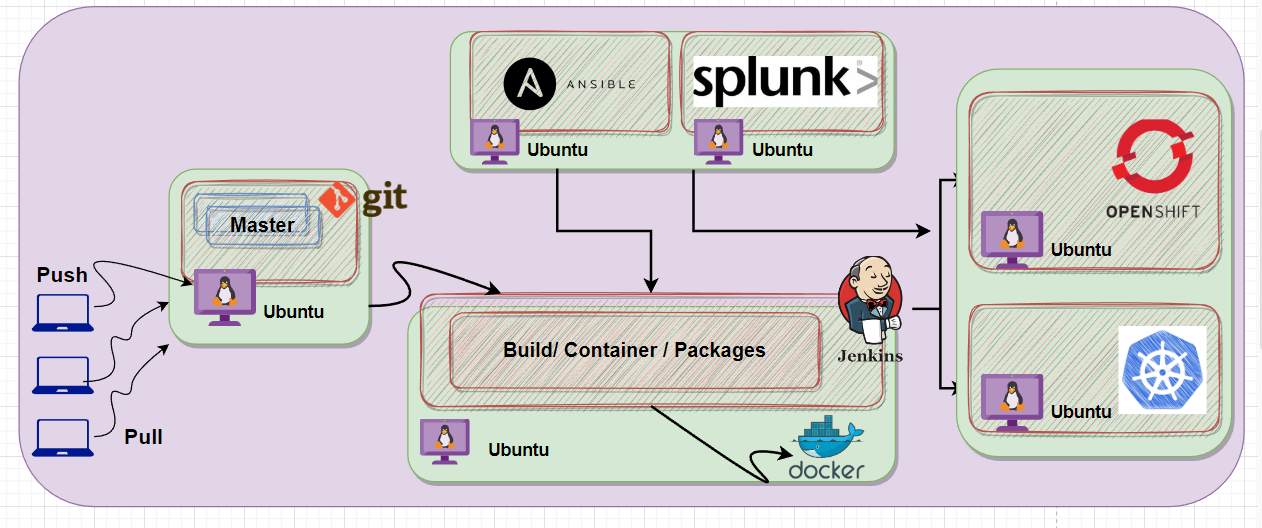 ANSIBLE
splunk>
Ubuntu
Ubuntu
OPENSHIFT
Ubuntu
git
Master
Push
Ubuntu
Build/ Container / Packages
Jenkins
Ubuntu
Pull
Ubuntu
docker